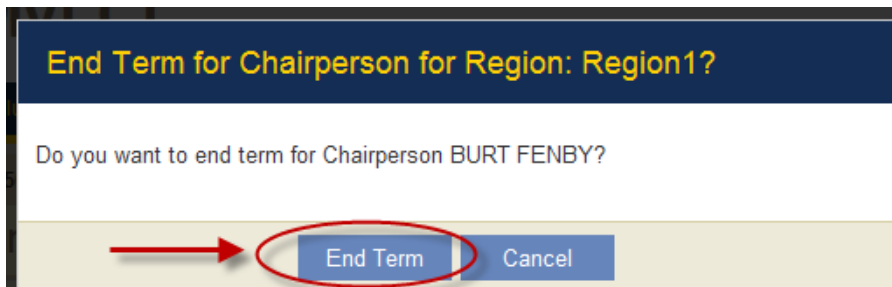 End Term for Chairperson for Region: Region1?
Do you want to end term for Chairperson BURT FENBY?
End Term Cancel